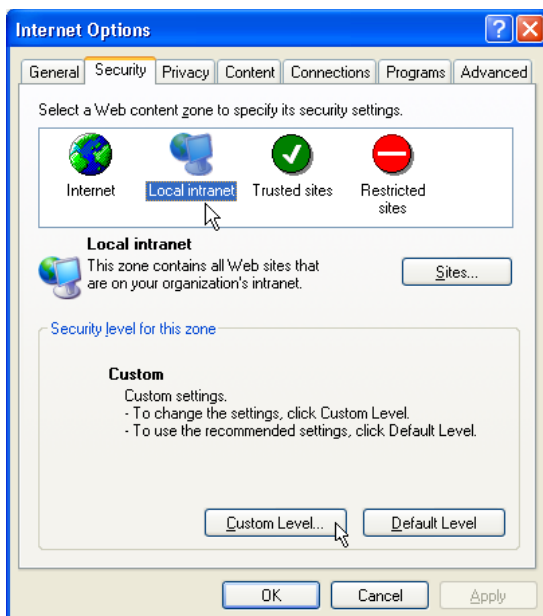 Internet Options
General Security Privacy Content Connections Programs Advanced
Select a Web content zone to specify its security settings.
Internet Local intranet Trusted sites Restricted sites
Local intranet
This zone contains all Web sites that
are on your organization's intranet.
Sites...
Security level for this zone
Custom
Custom settings.
- To change the settings, click Custom Level.
- To use the recommended settings, click Default Level.
Custom Level... Default Level
OK Cancel Apply